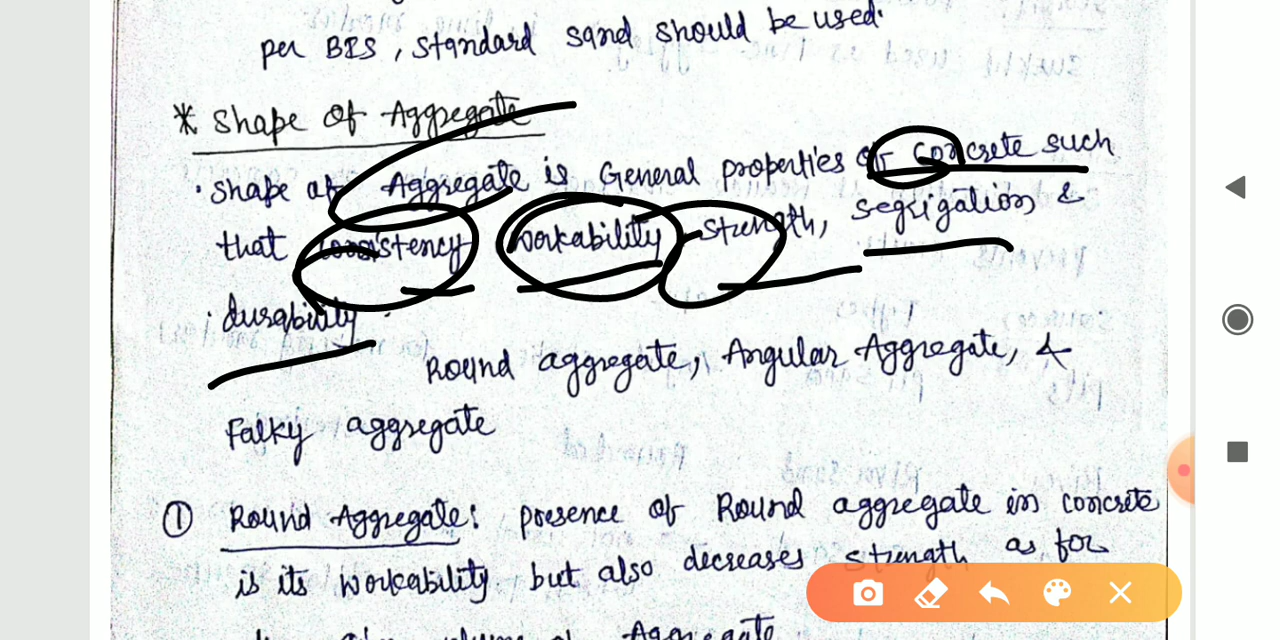 per BIS, standard sand should be used.
* Shape of Aggregate
• Shape of Aggregate is General properties of concrete such
that consistency workability strength, segrigation &
• durability.
Round aggregate, Angular Aggregate, &
Falky aggregate
① Round Aggregate: presence of Round aggregate in concrete
is its workability but also decreases strength as for
of Aggregate